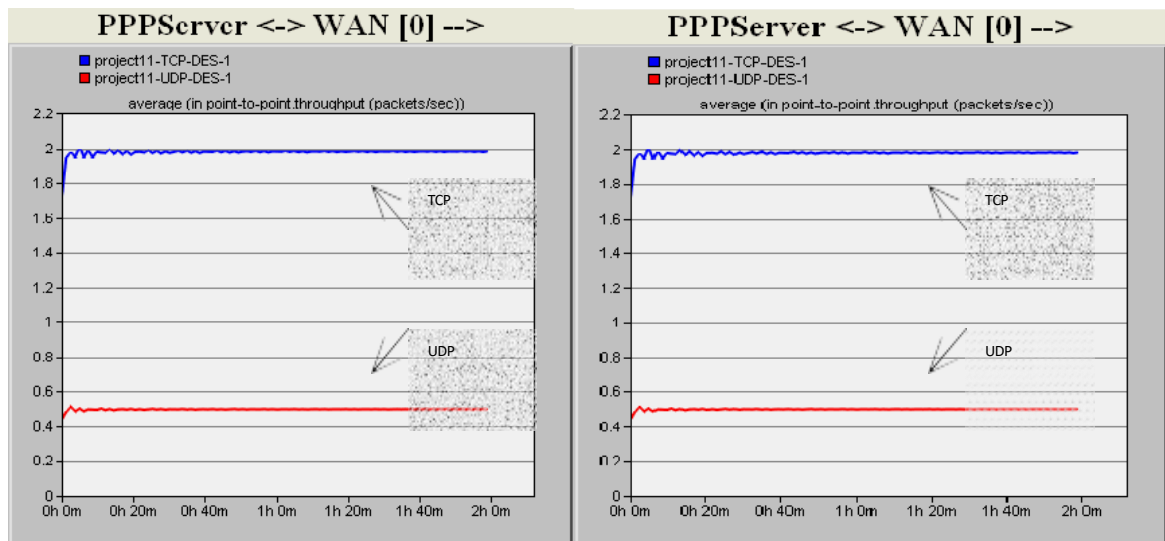 PPPServer <-> WAN [0] -->
project11-TCP-DES-1
project11-UDP-DES-1
average (in point-to-point.throughput (packets/sec))
2.2
2
1.8
1.6
1.4
1.2
1
0.8
0.6
0.4
0.2
0
TCP
UDP
0h 0m 0h 20m 0h 40m 1h 0m 1h 20m 1h 40m 2h 0m
PPPServer <-> WAN [0] -->
project11-TCP-DES-1
project11-UDP-DES-1
average (in point-to-point.throughput (packets/sec))
2.2
2
1.8
1.6
1.4
1.2
1
0.8
0.6
0.4
0.2
0
TCP
UDP
0h 0m 0h 20m 0h 40m 1h 0m 1h 20m 1h 40m 2h 0m